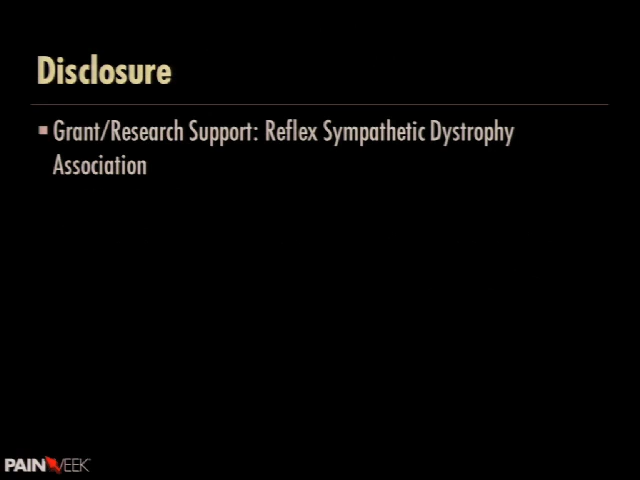 Disclosure
▪ Grant/Research Support: Reflex Sympathetic Dystrophy
Association
PAINWEEK